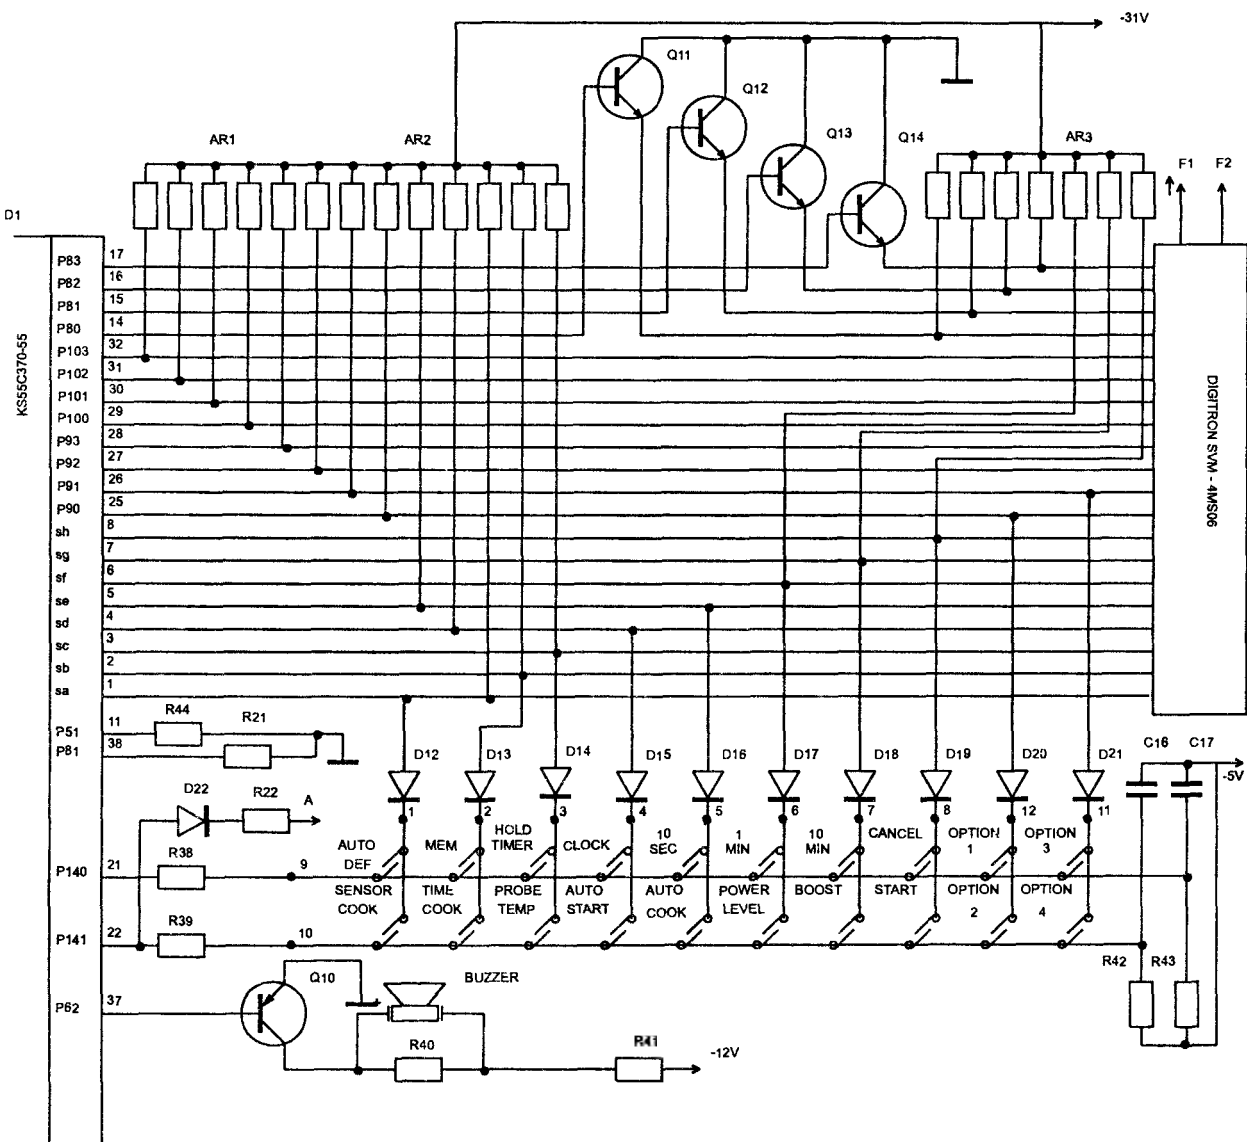 -31V
Q11
Q12
Q13
Q14
AR1
AR2
AR3
F1
F2
D1
KS55C370-55
DIGITRON SVM - 4MS06
P83 17
P82 16
P81 15
P80 14
P103 32
P102 31
P101 30
P100 29
P93 28
P92 27
P91 26
P90 25
sh 8
sg 7
sf 6
se 5
sd 4
sc 3
sb 2
sa 1
P51 11 R44
P81 38 R21
D12 D13 D14 D15 D16 D17 D18 D19 D20 D21
C16 C17
-5V
D22 R22 A
1 2 3 4 5 6 7 8 12 11
AUTO DEF
MEM
HOLD TIMER
CLOCK
10 SEC
1 MIN
10 MIN
CANCEL
OPTION 1
OPTION 3
P140 21 R38 9
SENSOR COOK
TIME COOK
PROBE TEMP
AUTO START
AUTO COOK
POWER LEVEL
BOOST
START
OPTION 2
OPTION 4
P141 22 R39 10
R42 R43
P62 37 Q10
BUZZER
R40
R41
-12V